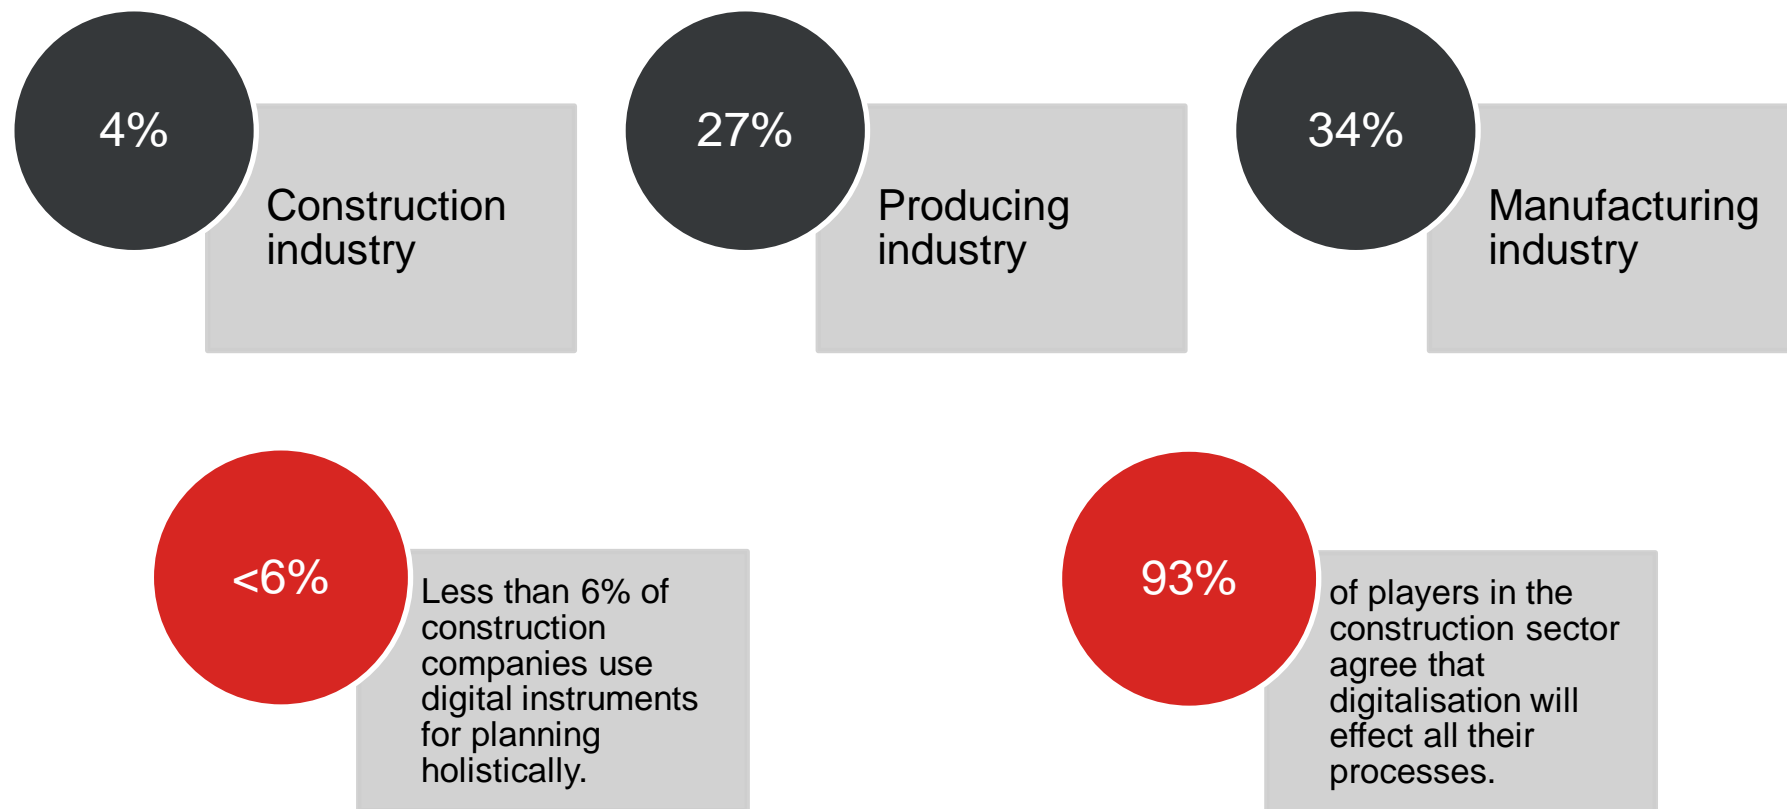 4%
Construction
industry
27%
Producing
industry
34%
Manufacturing
industry
<6%
Less than 6% of
construction
companies use
digital instruments
for planning
holistically.
93%
of players in the
construction sector
agree that
digitalisation will
effect all their
processes.